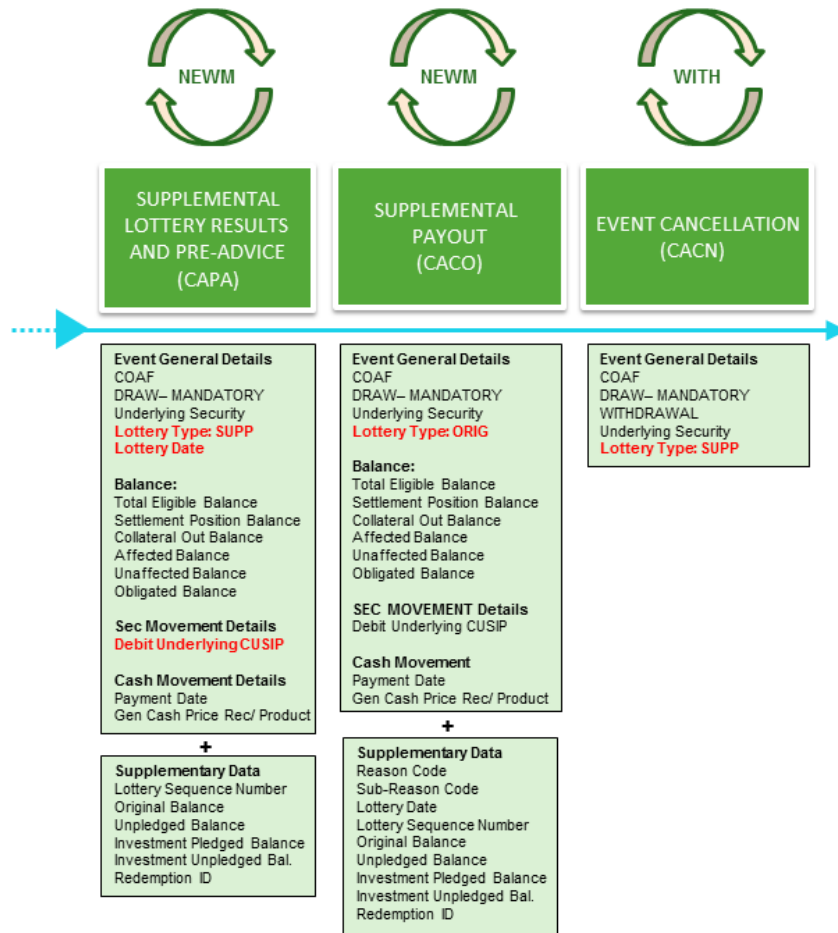 NEWM
NEWM
WITH
SUPPLEMENTAL
LOTTERY RESULTS
AND PRE-ADVICE
(CAPA)
SUPPLEMENTAL
PAYOUT
(CACO)
EVENT CANCELLATION
(CACN)
Event General Details
COAF
DRAW– MANDATORY
Underlying Security
Lottery Type: SUPP
Lottery Date
Balance:
Total Eligible Balance
Settlement Position Balance
Collateral Out Balance
Affected Balance
Unaffected Balance
Obligated Balance
Sec Movement Details
Debit Underlying CUSIP
Cash Movement Details
Payment Date
Gen Cash Price Rec/ Product
+
Supplementary Data
Lottery Sequence Number
Original Balance
Unpledged Balance
Investment Pledged Balance
Investment Unpledged Bal.
Redemption ID
Event General Details
COAF
DRAW– MANDATORY
Underlying Security
Lottery Type: ORIG
Balance:
Total Eligible Balance
Settlement Position Balance
Collateral Out Balance
Affected Balance
Unaffected Balance
Obligated Balance
SEC MOVEMENT Details
Debit Underlying CUSIP
Cash Movement
Payment Date
Gen Cash Price Rec/ Product
+
Supplementary Data
Reason Code
Sub-Reason Code
Lottery Date
Lottery Sequence Number
Original Balance
Unpledged Balance
Investment Pledged Balance
Investment Unpledged Bal.
Redemption ID
Event General Details
COAF
DRAW– MANDATORY
WITHDRAWAL
Underlying Security
Lottery Type: SUPP